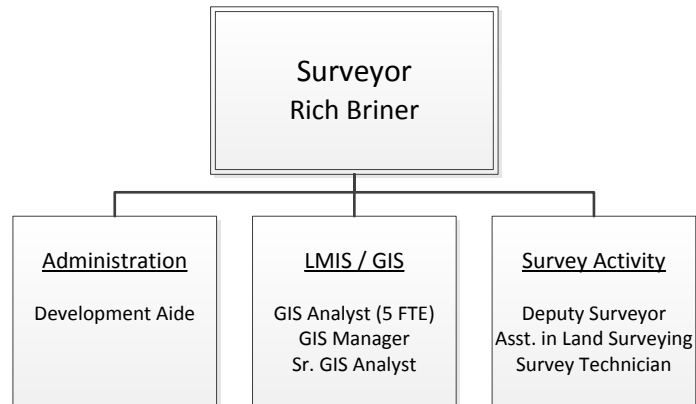 Surveyor
Rich Briner
Administration
Development Aide
LMIS / GIS
GIS Analyst (5 FTE)
GIS Manager
Sr. GIS Analyst
Survey Activity
Deputy Surveyor
Asst. in Land Surveying
Survey Technician